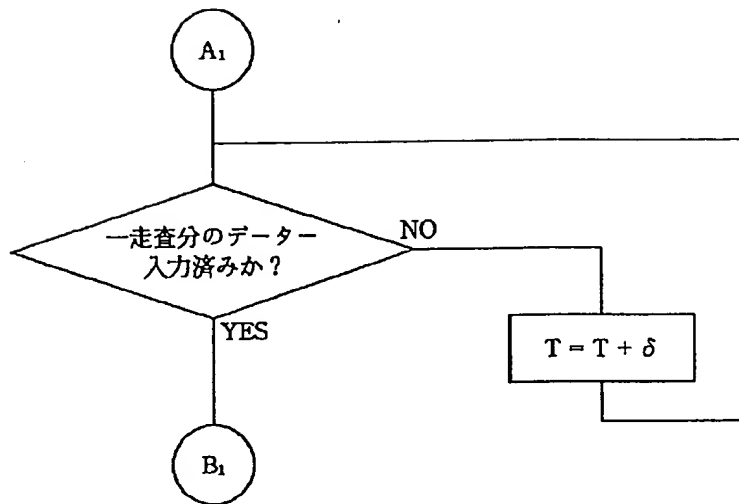 A₁
一走査分のデーター
入力済みか？
NO
YES
T = T + δ
B₁